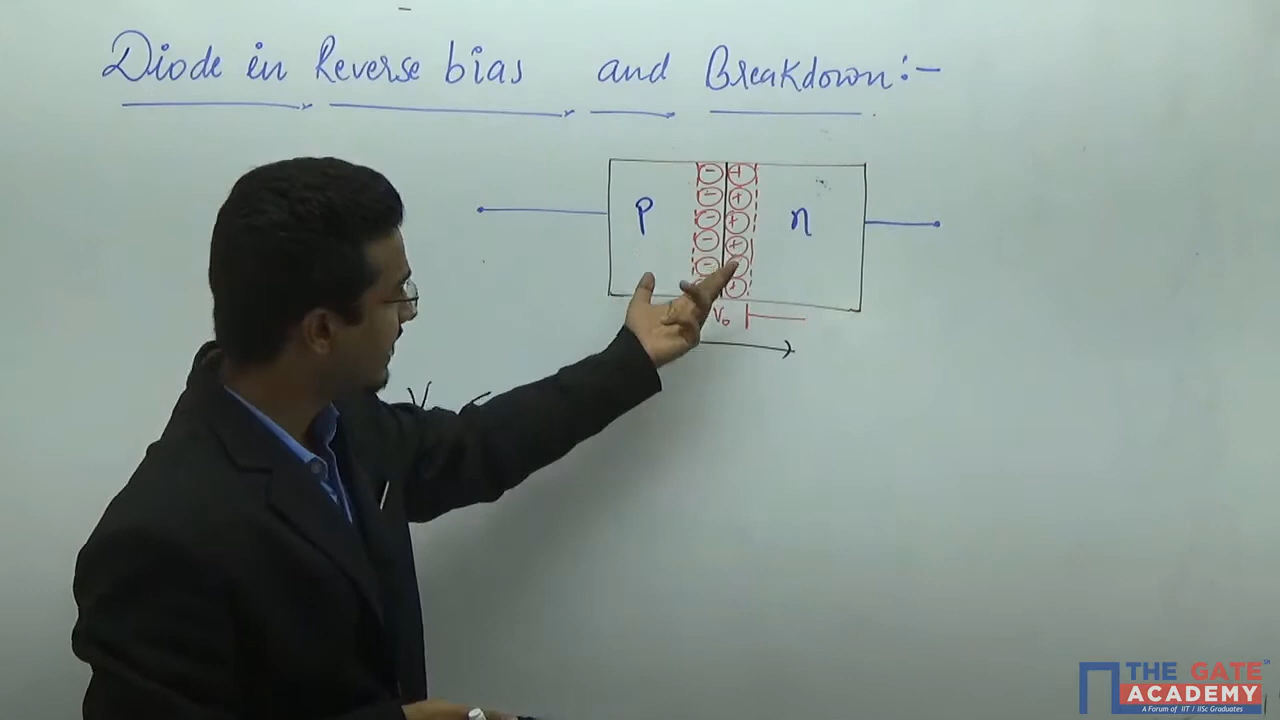 Diode in Reverse bias and Breakdown:-
- +
- +
- +
- +
-
+
p n
V₀
THE GATE
ACADEMY
A Forum of IIT / IISc Graduates